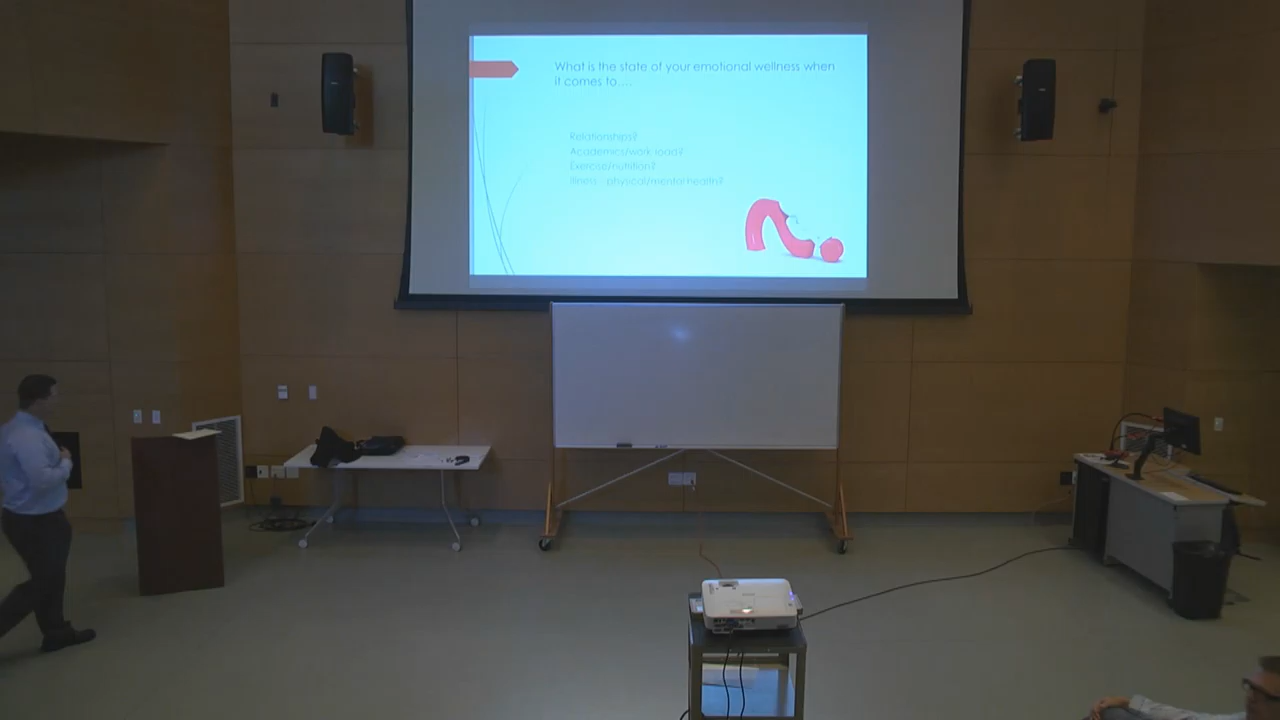 What is the state of your emotional wellness when
it comes to....
Relationships?
Academics/work load?
Exercise/nutrition?
Illness - physical/mental health?